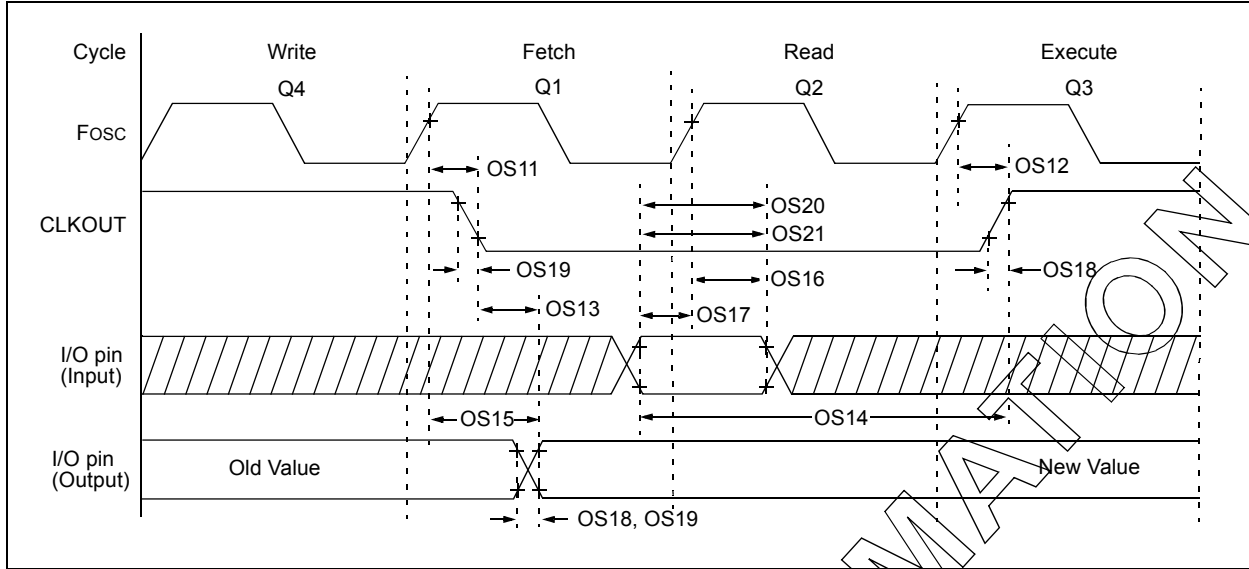 Cycle Write Fetch Read Execute
Q4 Q1 Q2 Q3
FOSC
OS11 OS12
OS20
CLKOUT OS21
OS19 OS16 OS18
OS13 OS17
I/O pin
(Input)
OS15 OS14
I/O pin
(Output) Old Value New Value
OS18, OS19
MATION